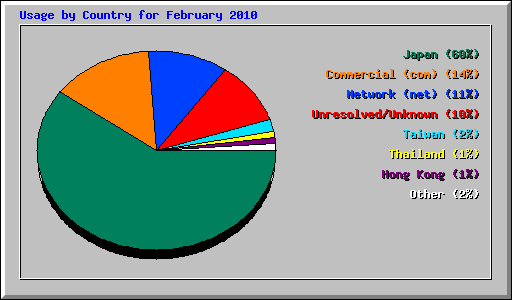 Usage by Country for February 2010
Japan (60%)
Commercial (com) (14%)
Network (net) (11%)
Unresolved/Unknown (10%)
Taiwan (2%)
Thailand (1%)
Hong Kong (1%)
Other (2%)